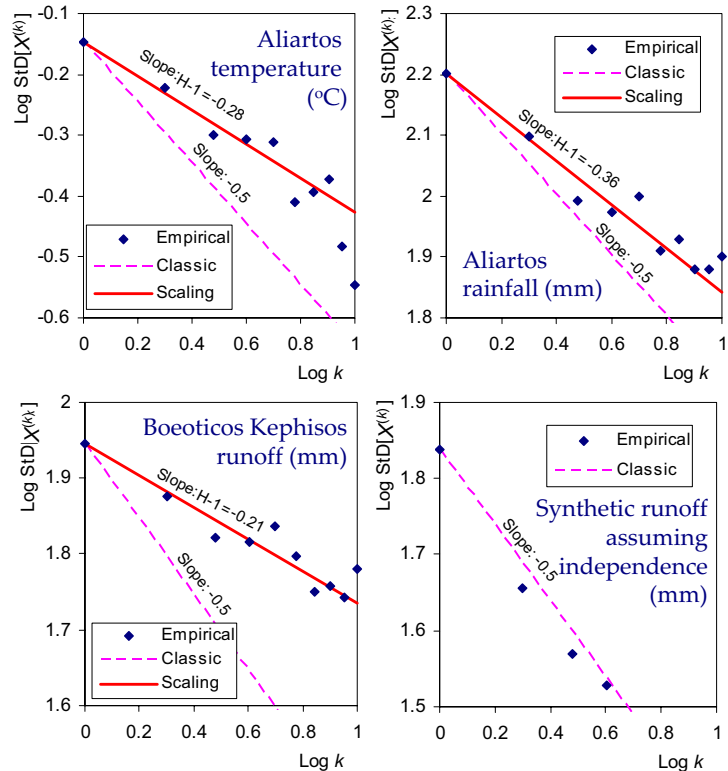 Log StD[X(k)]
-0.1
-0.2
-0.3
-0.4
-0.5
-0.6
Aliartos
temperature
(oC)
Slope:H-1 = -0.28
Slope: -0.5
Empirical
Classic
Scaling
0 0.2 0.4 0.6 0.8 1
Log k
Log StD[X(k)]
2.3
2.2
2.1
2
1.9
1.8
Empirical
Classic
Scaling
Slope:H-1 = -0.36
Slope: -0.5
Aliartos
rainfall (mm)
0 0.2 0.4 0.6 0.8 1
Log k
Log StD[X(k)]
2
1.9
1.8
1.7
1.6
Boeoticos Kephisos
runoff (mm)
Slope:H-1 = -0.21
Slope: -0.5
Empirical
Classic
Scaling
0 0.2 0.4 0.6 0.8 1
Log k
Log StD[X(k)]
1.9
1.8
1.7
1.6
1.5
Empirical
Classic
Slope: -0.5
Synthetic runoff
assuming
independence
(mm)
0 0.2 0.4 0.6 0.8 1
Log k